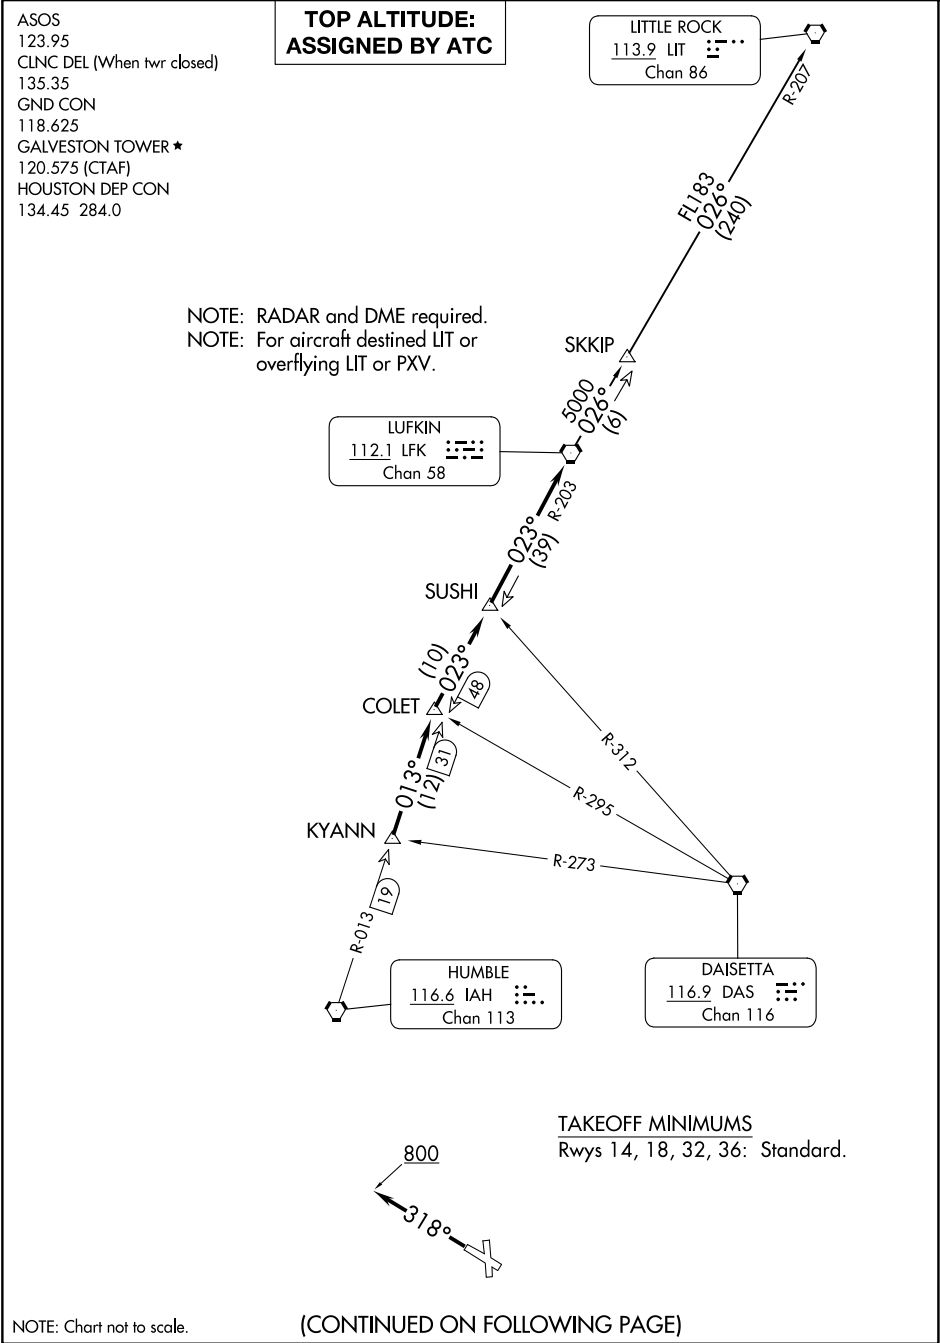 ASOS
123.95
CLNC DEL (When twr closed)
135.35
GND CON
118.625
GALVESTON TOWER ★
120.575 (CTAF)
HOUSTON DEP CON
134.45 284.0
TOP ALTITUDE:
ASSIGNED BY ATC
LITTLE ROCK
113.9 LIT
Chan 86
R-207
FL183
026°
(240)
NOTE: RADAR and DME required.
NOTE: For aircraft destined LIT or
overflying LIT or PXV.
SKKIP
5000
026°
(6)
LUFKIN
112.1 LFK
Chan 58
R-203
023°
(39)
SUSHI
(10)
023°
48
COLET
31
013°
(12)
R-312
R-295
KYANN
R-273
19
R-013
HUMBLE
116.6 IAH
Chan 113
DAISETTA
116.9 DAS
Chan 116
TAKEOFF MINIMUMS
Rwys 14, 18, 32, 36: Standard.
800
318°
NOTE: Chart not to scale.
(CONTINUED ON FOLLOWING PAGE)